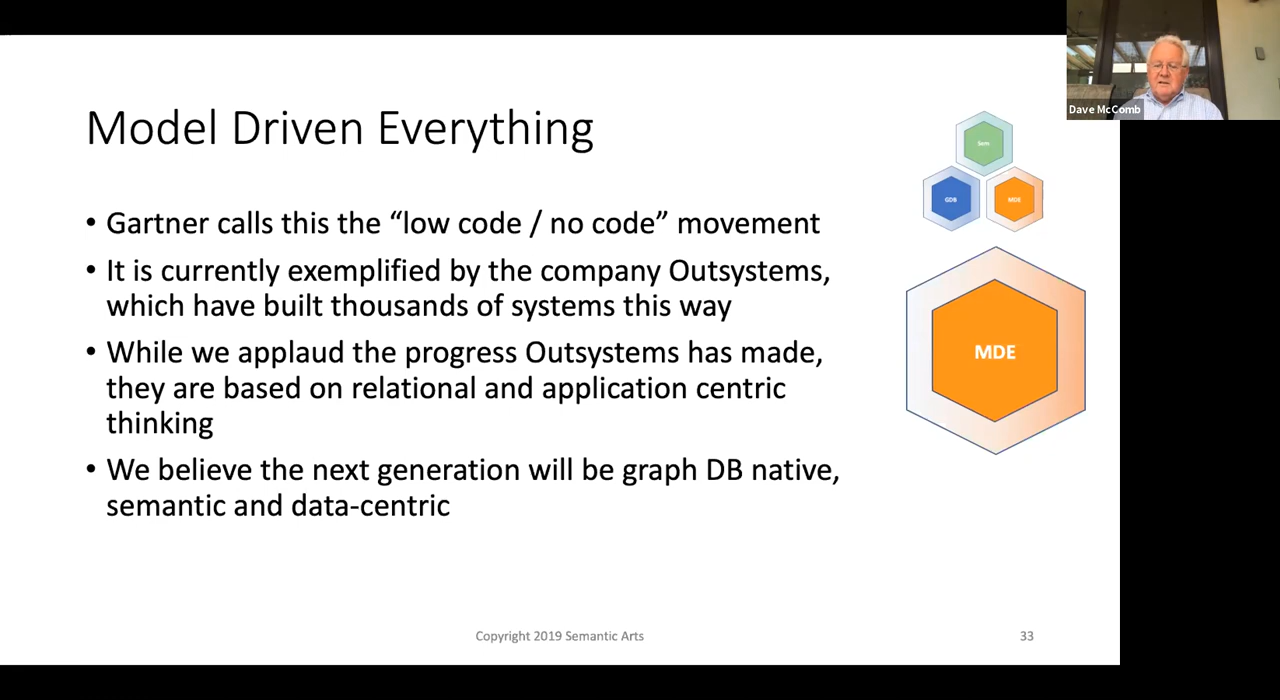 Dave McComb
Model Driven Everything
Sem
GDB
MDE
• Gartner calls this the “low code / no code” movement
• It is currently exemplified by the company Outsystems,
which have built thousands of systems this way
• While we applaud the progress Outsystems has made,
they are based on relational and application centric
thinking
• We believe the next generation will be graph DB native,
semantic and data-centric
MDE
Copyright 2019 Semantic Arts
33